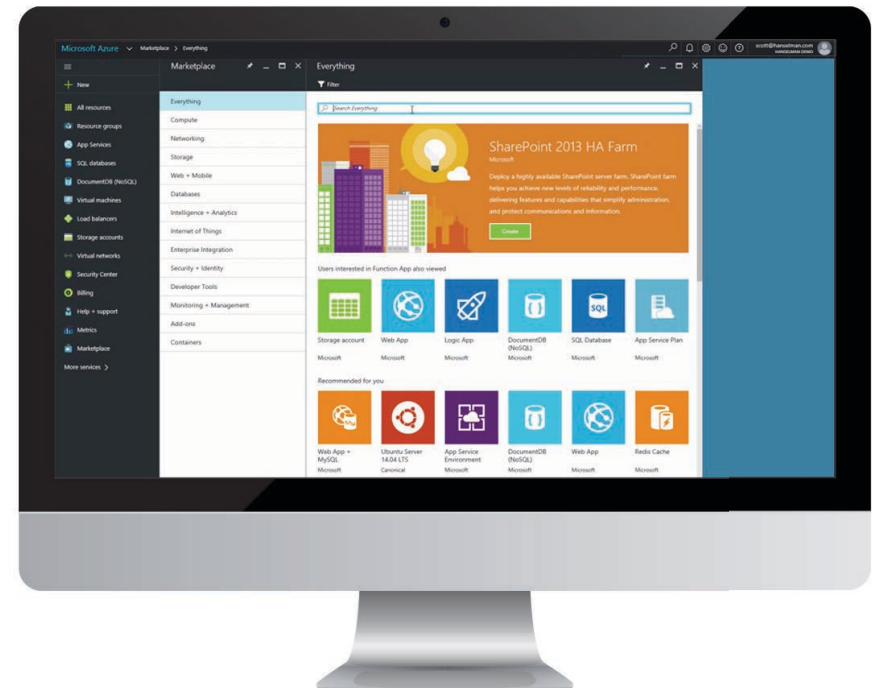 Microsoft Azure Marketplace > Everything
scott@hanselman.com
HANSELMAN DEMO
New
All resources
Resource groups
App Services
SQL databases
DocumentDB (NoSQL)
Virtual machines
Load balancers
Storage accounts
Virtual networks
Security Center
Billing
Help + support
Metrics
Marketplace
More services >
Marketplace
Everything
Compute
Networking
Storage
Web + Mobile
Databases
Intelligence + Analytics
Internet of Things
Enterprise Integration
Security + Identity
Developer Tools
Monitoring + Management
Add-ons
Containers
Everything
Filter
Search Everything
SharePoint 2013 HA Farm
Microsoft
Deploy a highly available SharePoint server farm. SharePoint farm
helps you achieve new levels of reliability and performance,
delivering features and capabilities that simplify administration,
and protect communications and information.
Create
Users interested in Function App also viewed
SQL
Storage account Web App Logic App DocumentDB SQL Database App Service Plan
(NoSQL)
Microsoft Microsoft Microsoft Microsoft Microsoft Microsoft
Recommended for you
Web App + Ubuntu Server App Service DocumentDB Web App Redis Cache
MySQL 14.04 LTS Environment (NoSQL)
Microsoft Canonical Microsoft Microsoft Microsoft Microsoft